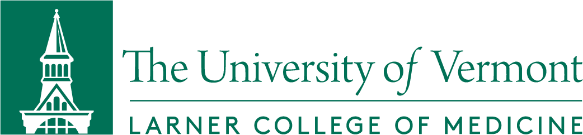 The University of Vermont
LARNER COLLEGE OF MEDICINE